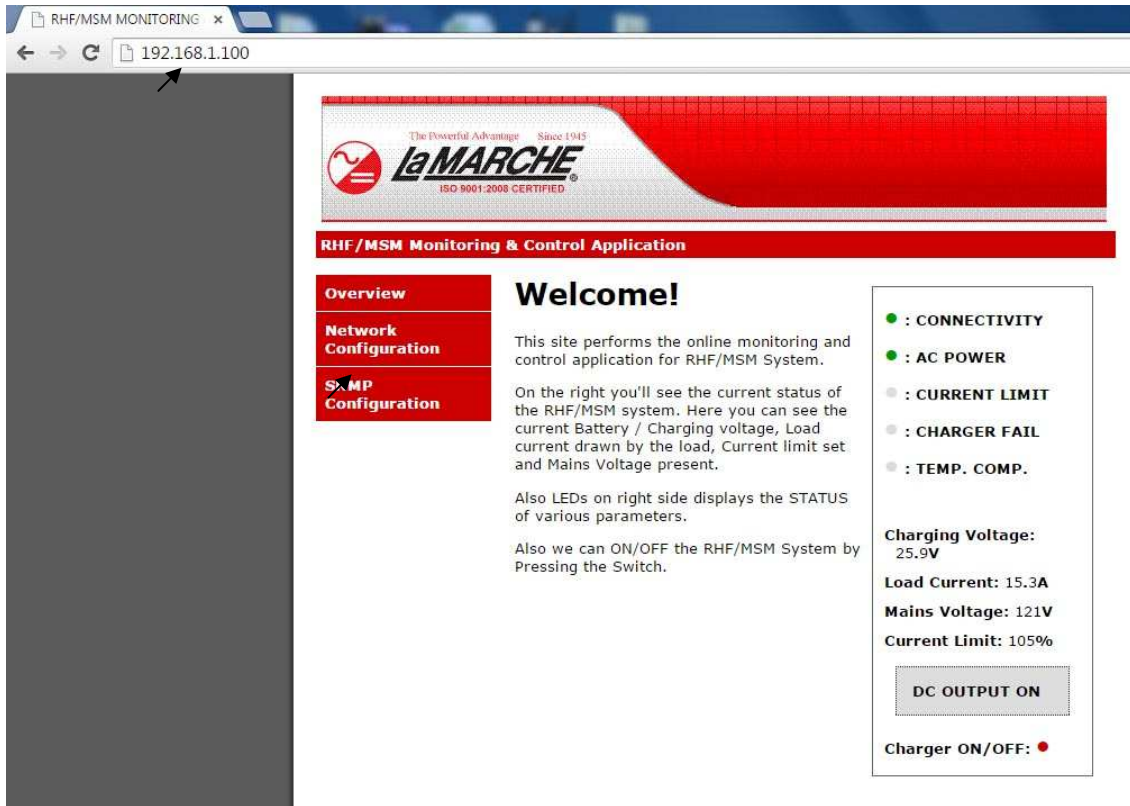 RHF/MSM MONITORING
192.168.1.100
The Powerful Advantage Since 1945
LaMARCHE®
ISO 9001:2008 CERTIFIED
RHF/MSM Monitoring & Control Application
Overview
Network
Configuration
SNMP
Configuration
Welcome!
This site performs the online monitoring and
control application for RHF/MSM System.
On the right you'll see the current status of
the RHF/MSM system. Here you can see the
current Battery / Charging voltage, Load
current drawn by the load, Current limit set
and Mains Voltage present.
Also LEDs on right side displays the STATUS
of various parameters.
Also we can ON/OFF the RHF/MSM System by
Pressing the Switch.
: CONNECTIVITY
: AC POWER
: CURRENT LIMIT
: CHARGER FAIL
: TEMP. COMP.
Charging Voltage:
25.9V
Load Current: 15.3A
Mains Voltage: 121V
Current Limit: 105%
DC OUTPUT ON
Charger ON/OFF: